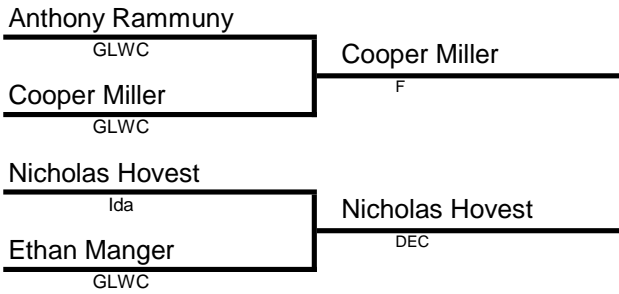 Anthony Rammuny
GLWC
Cooper Miller
F
Cooper Miller
GLWC
Nicholas Hovest
Ida
Nicholas Hovest
DEC
Ethan Manger
GLWC